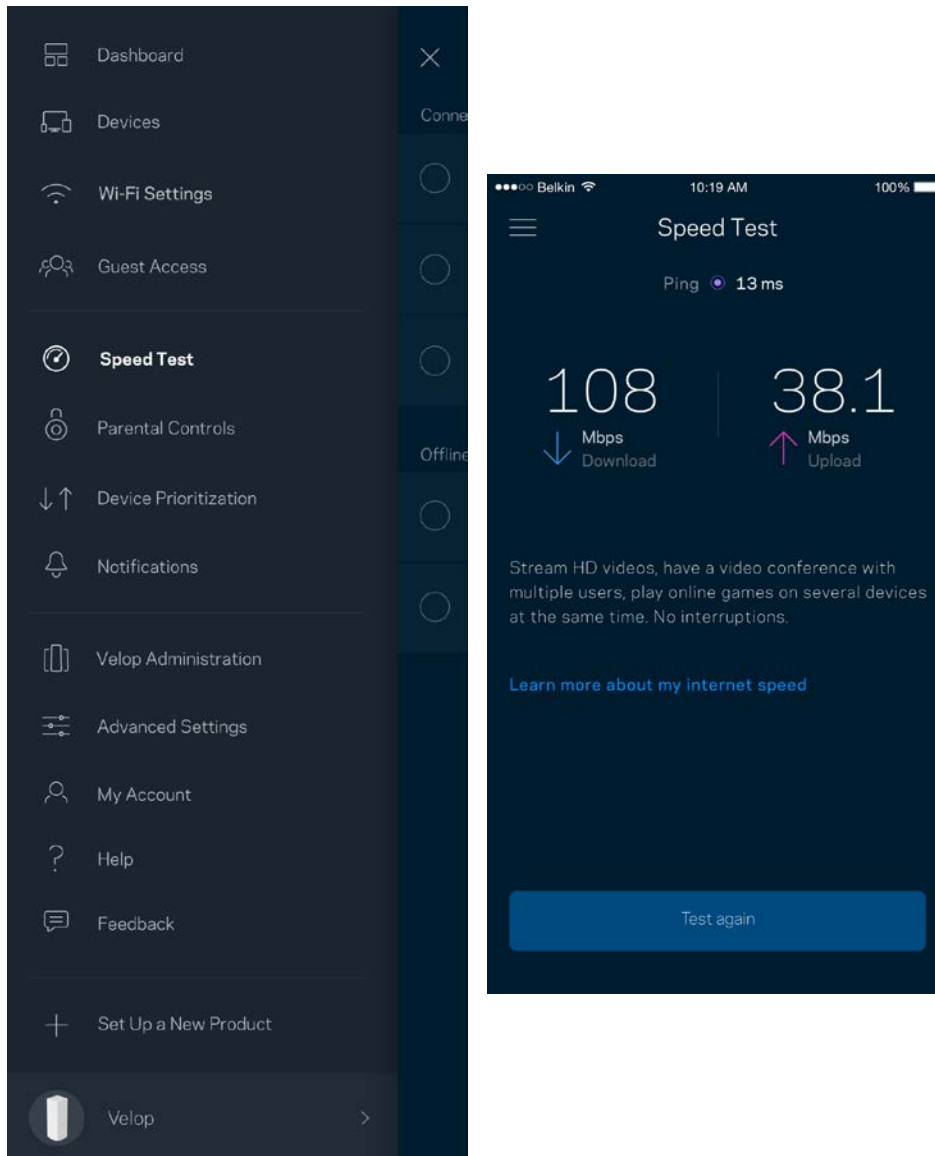 Dashboard
Devices
Wi-Fi Settings
Guest Access
Speed Test
Parental Controls
Device Prioritization
Notifications
Velop Administration
Advanced Settings
My Account
Help
Feedback
Set Up a New Product
Velop
Conne
Offline
Belkin 10:19 AM 100%
Speed Test
Ping 13 ms
108 38.1
Mbps Mbps
Download Upload
Stream HD videos, have a video conference with
multiple users, play online games on several devices
at the same time. No interruptions.
Learn more about my internet speed
Test again